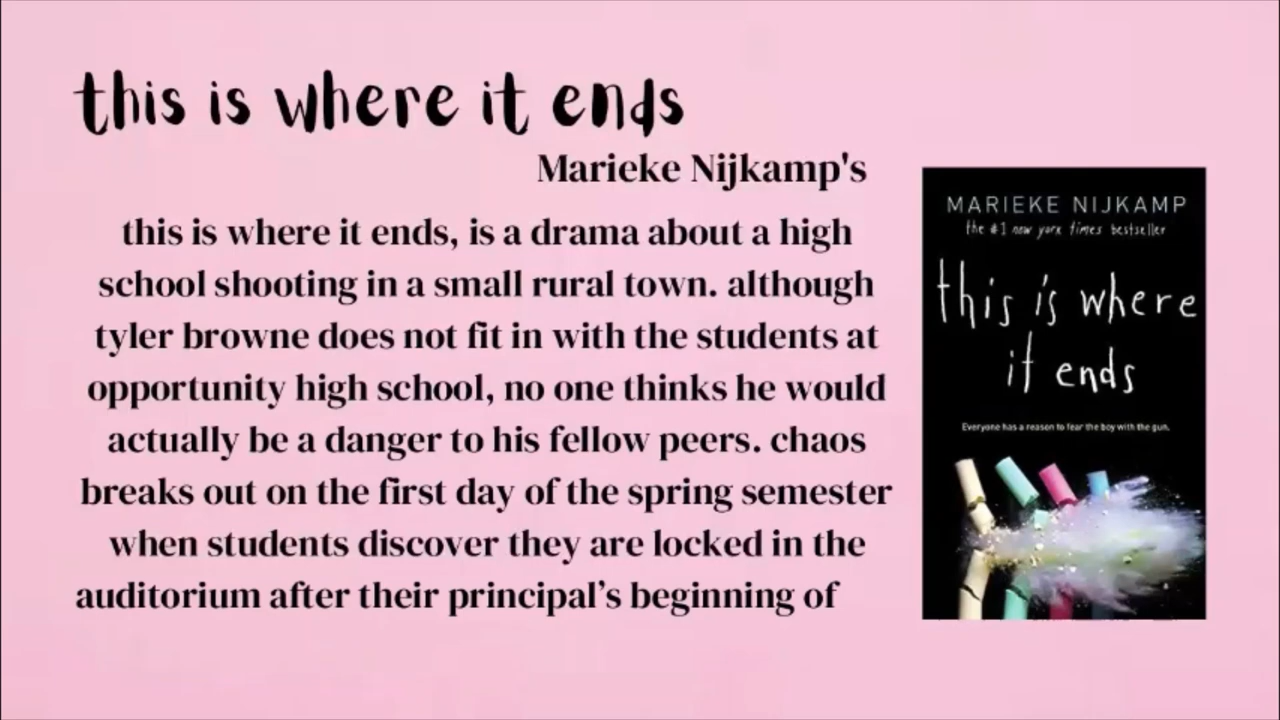 this is where it ends
Marieke Nijkamp's
this is where it ends, is a drama about a high
school shooting in a small rural town. although
tyler browne does not fit in with the students at
opportunity high school, no one thinks he would
actually be a danger to his fellow peers. chaos
breaks out on the first day of the spring semester
when students discover they are locked in the
auditorium after their principal’s beginning of
MARIEKE NIJKAMP
the #1 new york times bestseller
this is where
it ends
Everyone has a reason to fear the boy with the gun.